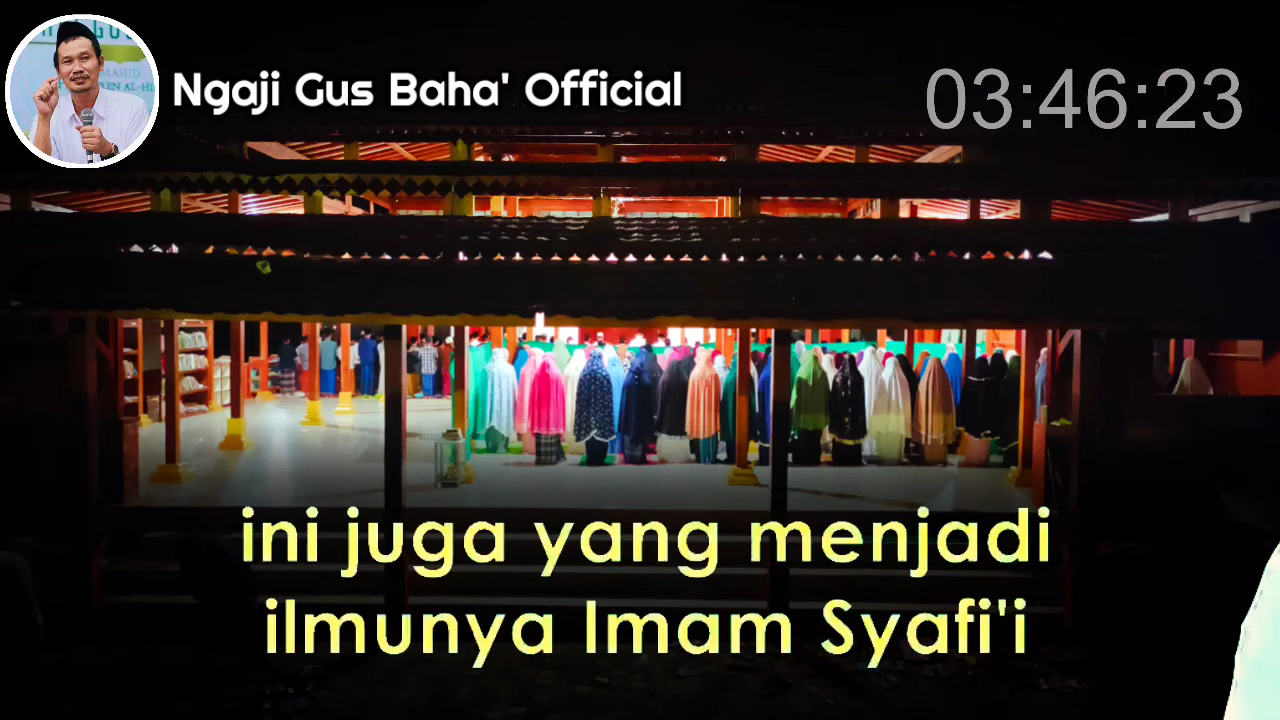 Ngaji Gus Baha' Official
03:46:23
ini juga yang menjadi
ilmunya Imam Syafi'i